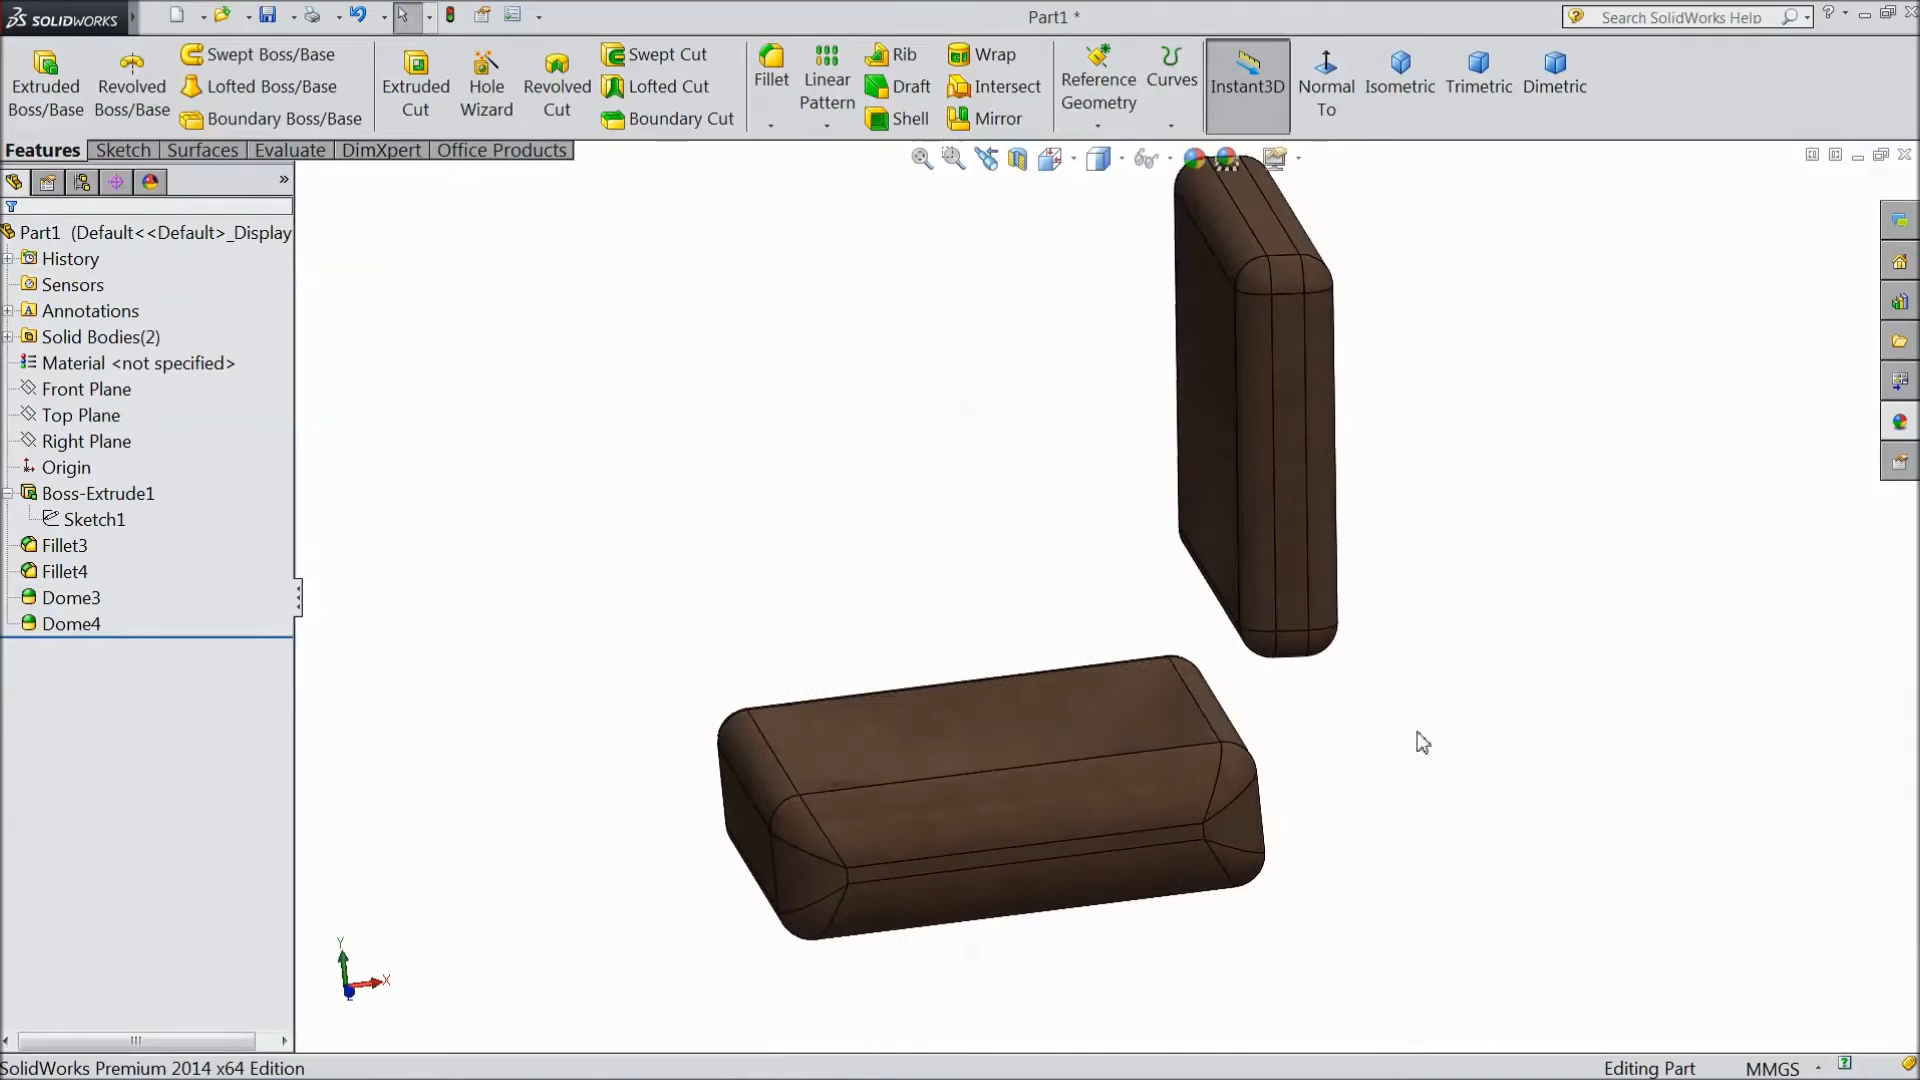 SOLIDWORKS
Part1 *
Search SolidWorks Help
Extruded Boss/Base
Revolved Boss/Base
Swept Boss/Base
Lofted Boss/Base
Boundary Boss/Base
Extruded Cut
Hole Wizard
Revolved Cut
Swept Cut
Lofted Cut
Boundary Cut
Fillet
Linear Pattern
Rib
Draft
Shell
Wrap
Intersect
Mirror
Reference Geometry
Curves
Instant3D
Normal To
Isometric
Trimetric
Dimetric
Features
Sketch
Surfaces
Evaluate
DimXpert
Office Products
Part1 (Default<<Default>_Display
History
Sensors
Annotations
Solid Bodies(2)
Material <not specified>
Front Plane
Top Plane
Right Plane
Origin
Boss-Extrude1
Sketch1
Fillet3
Fillet4
Dome3
Dome4
Y
X
SolidWorks Premium 2014 x64 Edition
Editing Part
MMGS